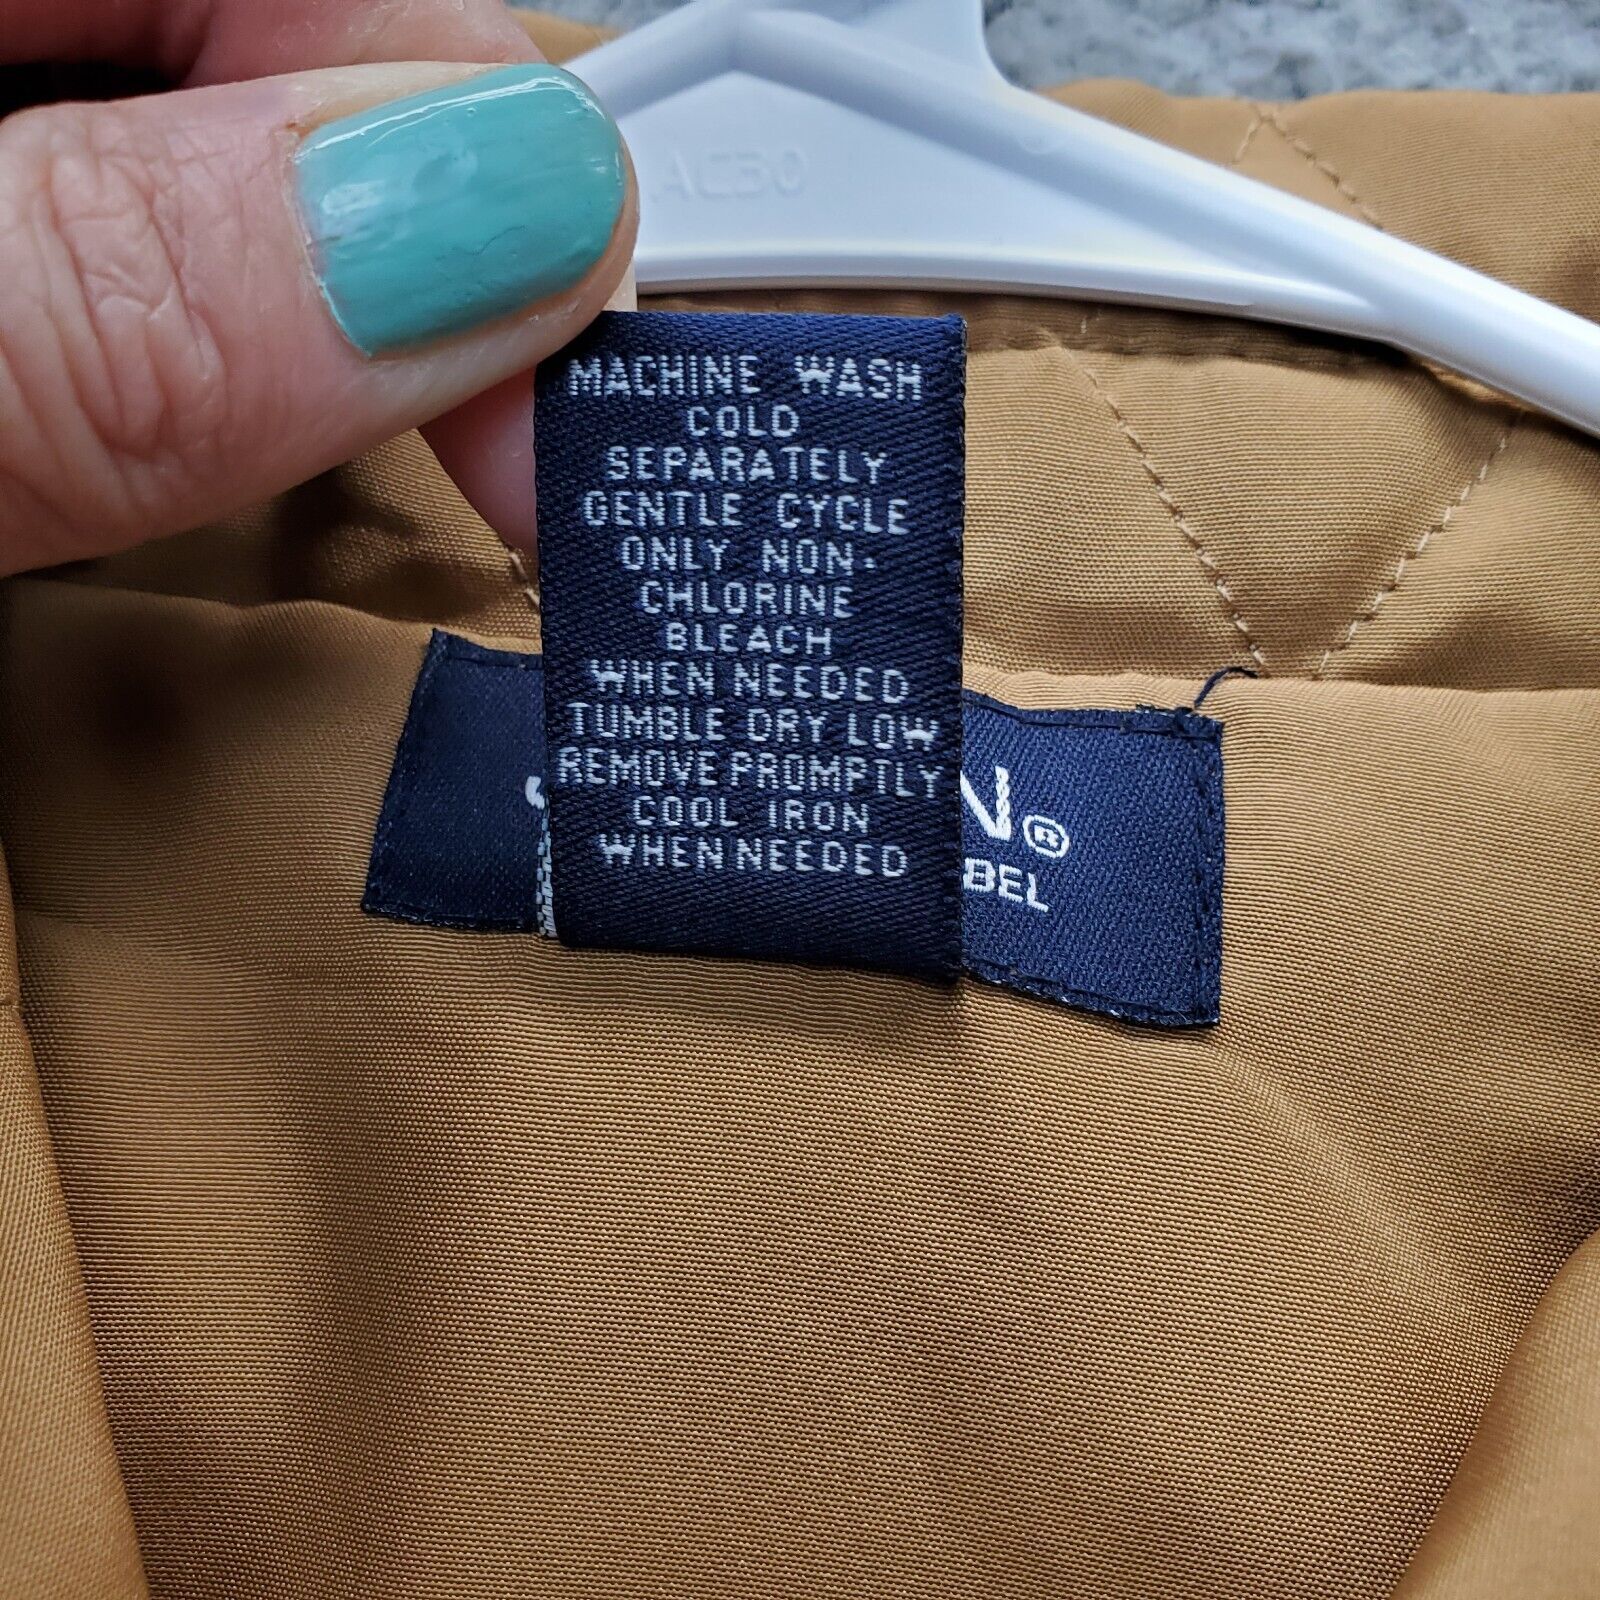 MACHINE WASH
COLD
SEPARATELY
GENTLE CYCLE
ONLY NON-
CHLORINE
BLEACH
WHEN NEEDED
TUMBLE DRY LOW
REMOVE PROMPTLY
COOL IRON
WHEN NEEDED
N®
BEL